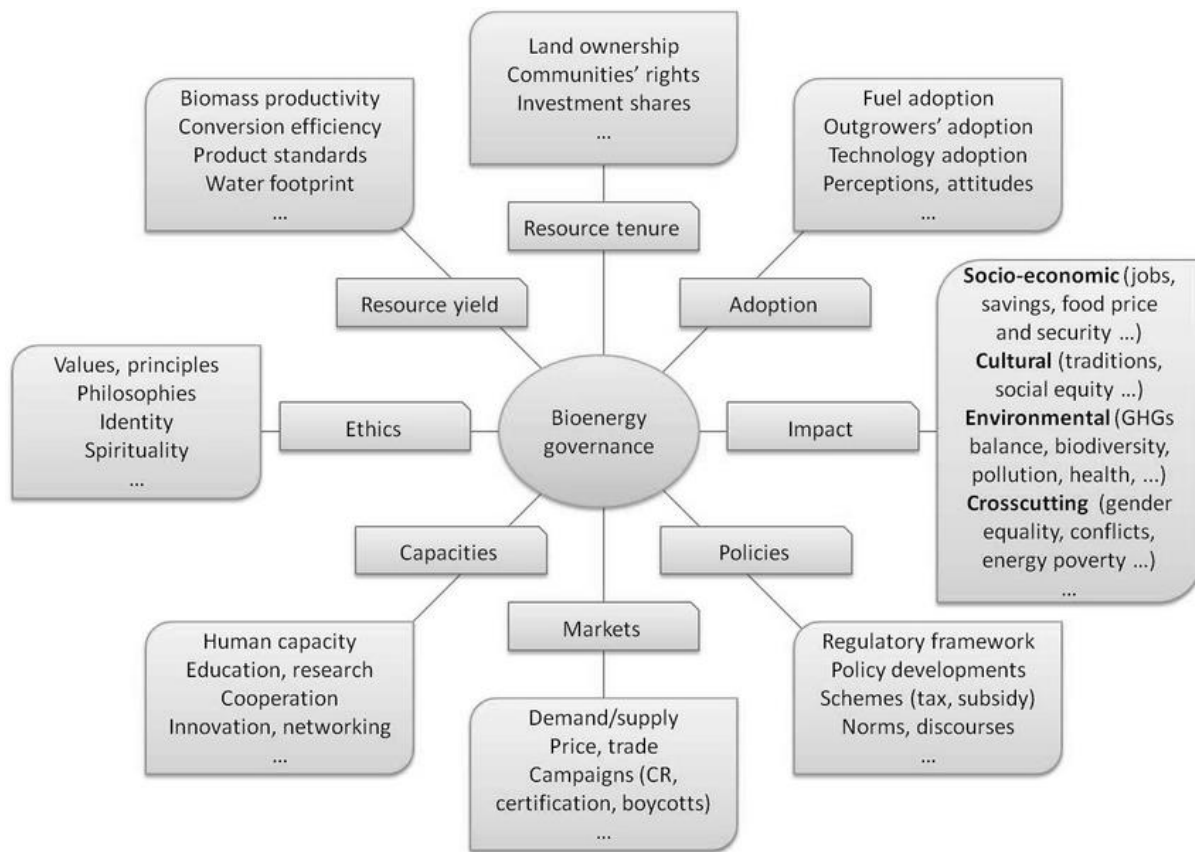 Land ownership
Communities' rights
Investment shares
...
Biomass productivity
Conversion efficiency
Product standards
Water footprint
...
Fuel adoption
Outgrowers' adoption
Technology adoption
Perceptions, attitudes
...
Resource tenure
Resource yield
Adoption
Socio-economic (jobs,
savings, food price
and security ...)
Cultural (traditions,
social equity ...)
Environmental (GHGs
balance, biodiversity,
pollution, health, ...)
Crosscutting (gender
equality, conflicts,
energy poverty ...)
...
Values, principles
Philosophies
Identity
Spirituality
...
Ethics
Bioenergy
governance
Impact
Capacities
Policies
Markets
Human capacity
Education, research
Cooperation
Innovation, networking
...
Demand/supply
Price, trade
Campaigns (CR,
certification, boycotts)
...
Regulatory framework
Policy developments
Schemes (tax, subsidy)
Norms, discourses
...